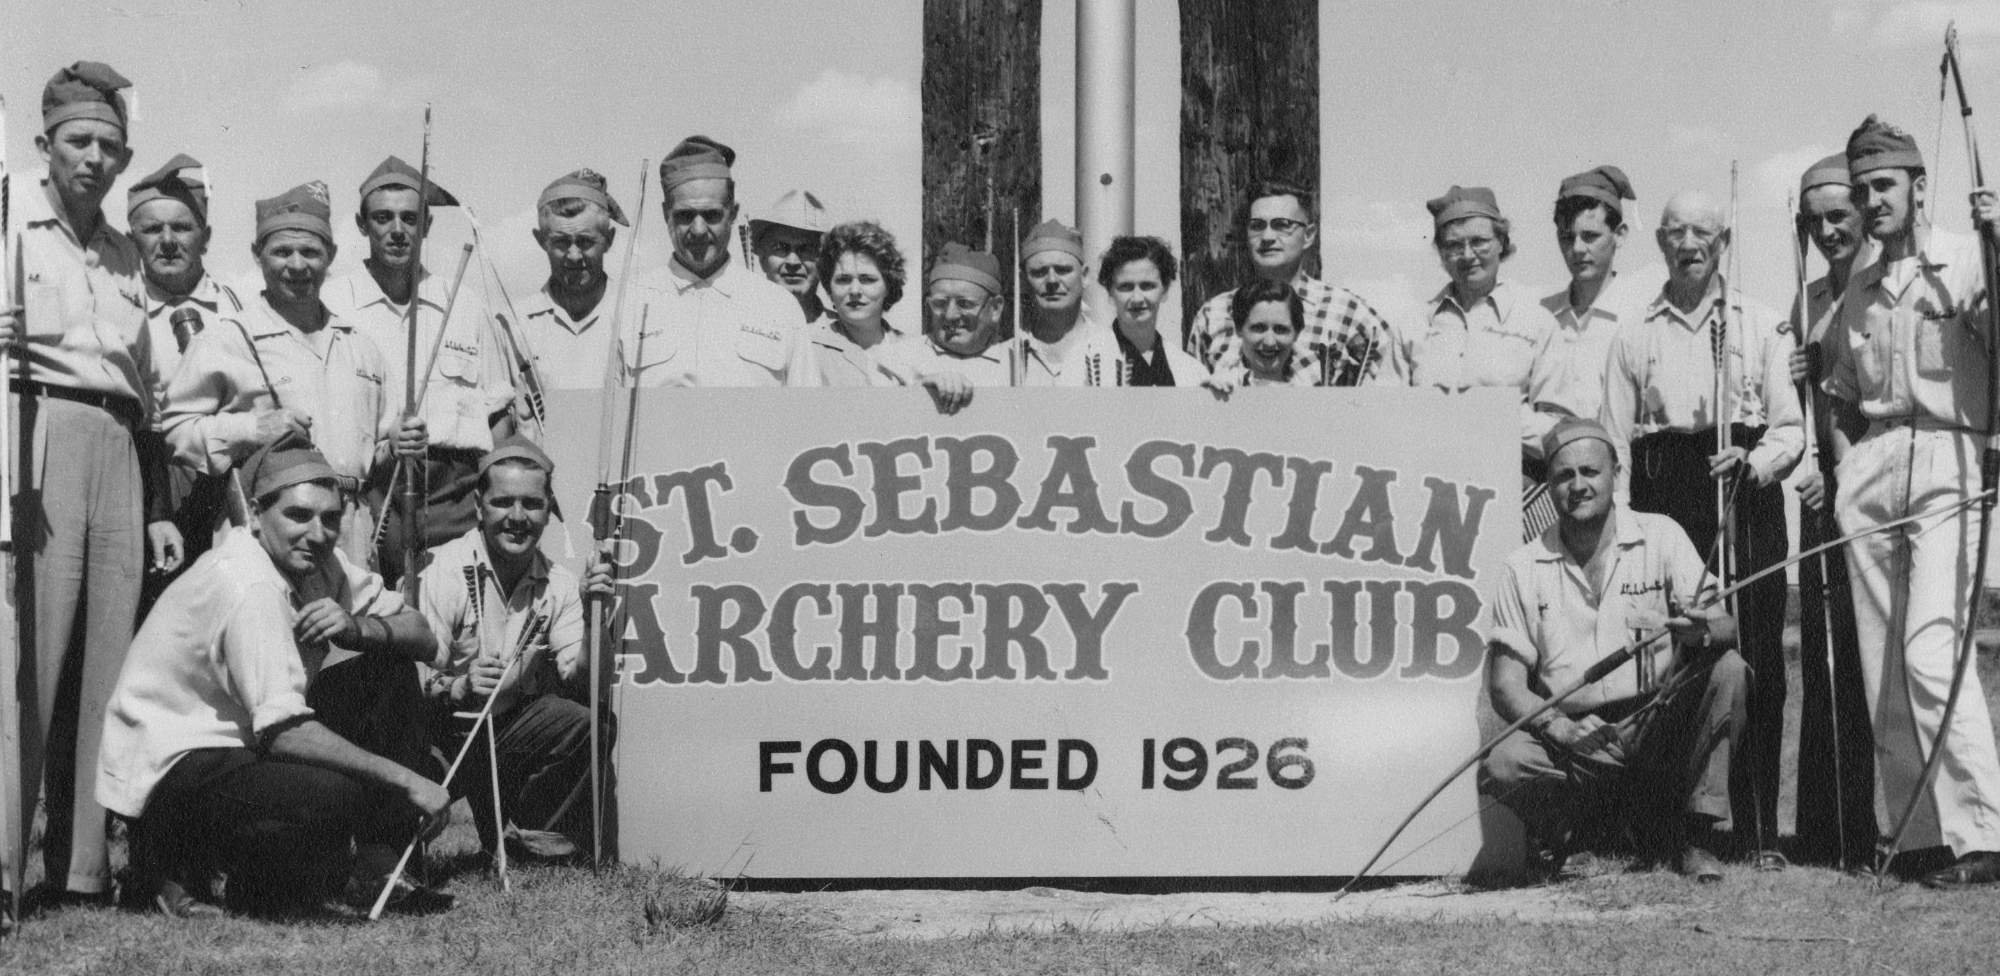 ST. SEBASTIAN
ARCHERY CLUB
FOUNDED 1926